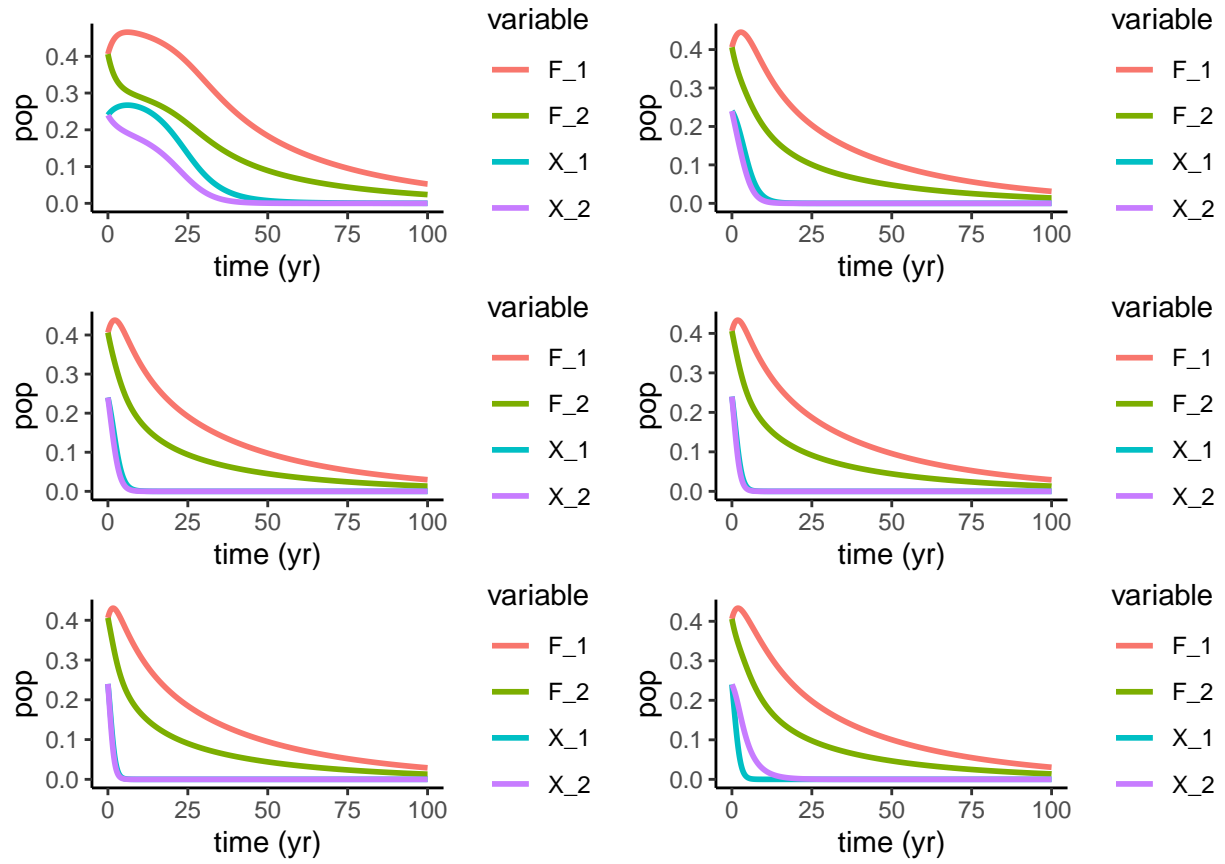 variable
0.4
0.3
0.2
0.1
0.0
pop
0 25 50 75 100
time (yr)
F_1
F_2
X_1
X_2
variable
0.4
0.3
0.2
0.1
0.0
pop
0 25 50 75 100
time (yr)
F_1
F_2
X_1
X_2
variable
0.4
0.3
0.2
0.1
0.0
pop
0 25 50 75 100
time (yr)
F_1
F_2
X_1
X_2
variable
0.4
0.3
0.2
0.1
0.0
pop
0 25 50 75 100
time (yr)
F_1
F_2
X_1
X_2
variable
0.4
0.3
0.2
0.1
0.0
pop
0 25 50 75 100
time (yr)
F_1
F_2
X_1
X_2
variable
0.4
0.3
0.2
0.1
0.0
pop
0 25 50 75 100
time (yr)
F_1
F_2
X_1
X_2